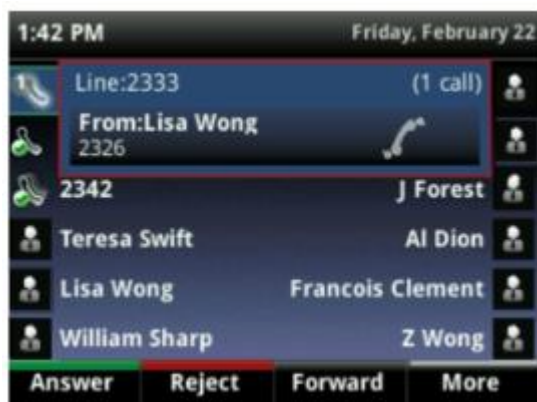 1:42 PM Friday, February 22
Line:2333 (1 call)
From:Lisa Wong
2326
2342 J Forest
Teresa Swift Al Dion
Lisa Wong Francois Clement
William Sharp Z Wong
Answer Reject Forward More